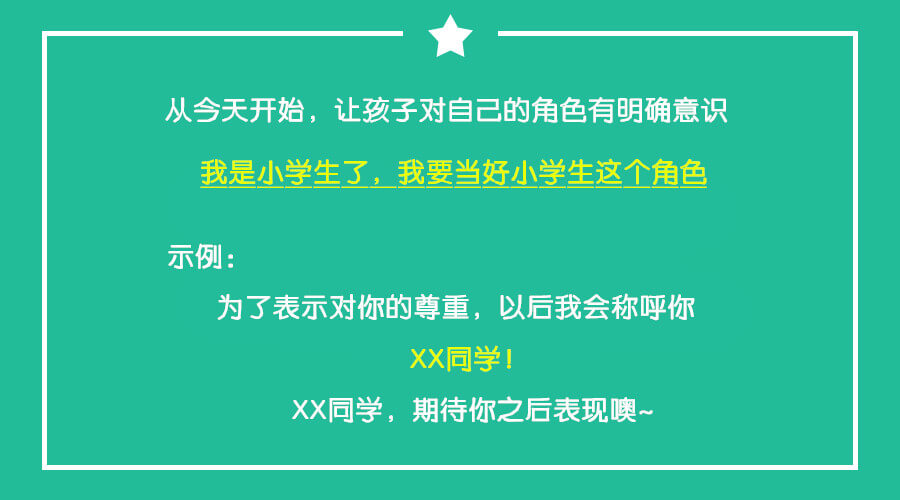 从今天开始，让孩子对自己的角色有明确意识
我是小学生了，我要当好小学生这个角色
示例：
为了表示对你的尊重，以后我会称呼你
XX同学！
XX同学，期待你之后表现噢~